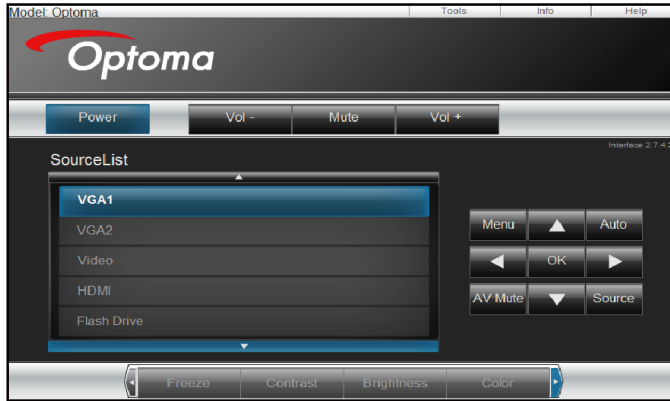 Model: Optoma
Tools Info Help
Optoma
Power Vol - Mute Vol +
Interface 2.7.4.2
SourceList
VGA1
VGA2
Video
HMDI
Flash Drive
Menu Auto
OK
AV Mute Source
Freeze Contrast Brightness Color